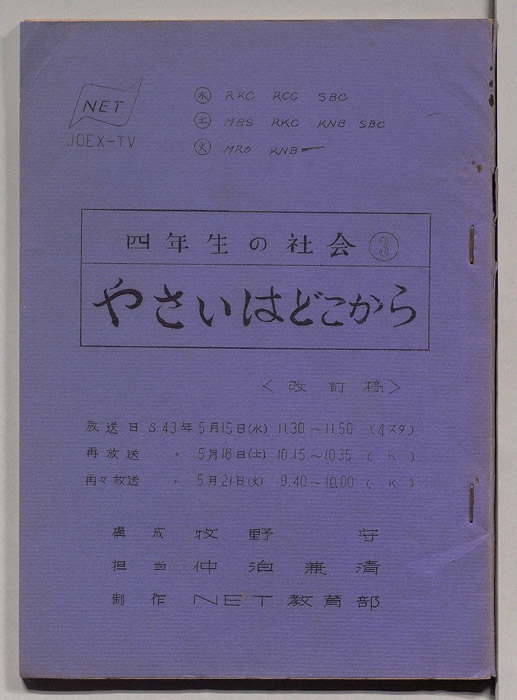 NET
JOEX-TV
㊌ RKC RCC SBC
㊏ MBS RKC KNB SBC
㊋ MRO KNB
四年生の社会③
やさいはどこから
＜改訂稿＞
放送日 S43年5月15日(水) 11.30〜11.50 (4スタ)
再放送 〃 5月18日(土) 10.15〜10.35 ( K )
再々放送 〃 5月21日(火) 9.40〜10.00 ( K )
構成 牧野 守
担当 仲泊兼清
制作 NET教育部